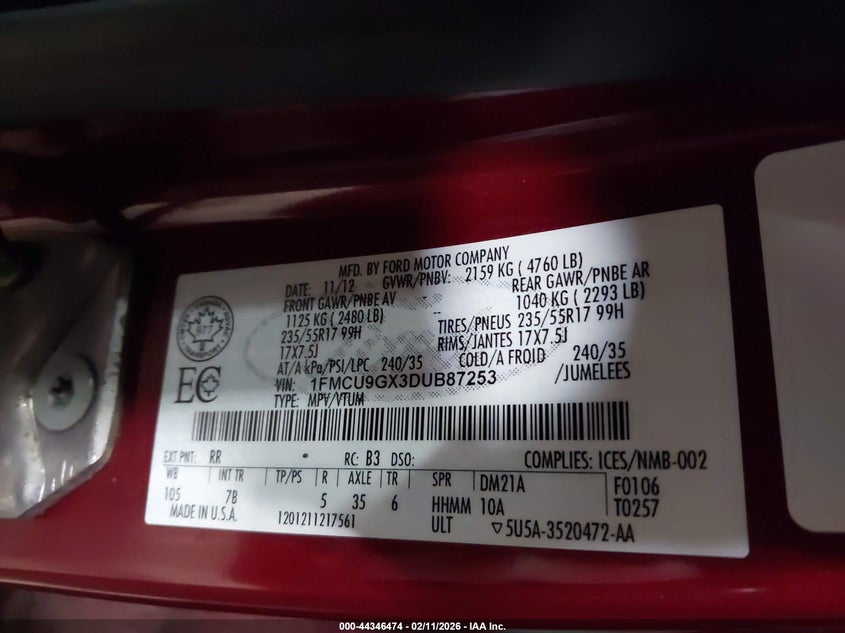 MFD. BY FORD MOTOR COMPANY
DATE: 11/12 GVWR/PNBV: 2159 KG ( 4760 LB)
FRONT GAWR/PNBE AV - REAR GAWR/PNBE AR
1125 KG ( 2480 LB) -- 1040 KG ( 2293 LB)
235/55R17 99H TIRES/PNEUS 235/55R17 99H
17X7.5J RIMS/JANTES 17X7.5J
AT/A kPa/PSI/LPC 240/35 COLD/A FROID 240/35
VIN: 1FMCU9GX3DUB87253 /JUMELEES
TYPE: MPV/VTUM
EC
EXT PNT: RR RC: B3 DSO: COMPLIES: ICES/NMB-002
WB INT TR TP/PS R AXLE TR SPR DM21A F0106
105 7B 5 35 6 HHMM 10A T0257
MADE IN U.S.A. 1201211217561 ULT ▽5U5A-3520472-AA
000-44346474 - 02/11/2026 - IAA Inc.